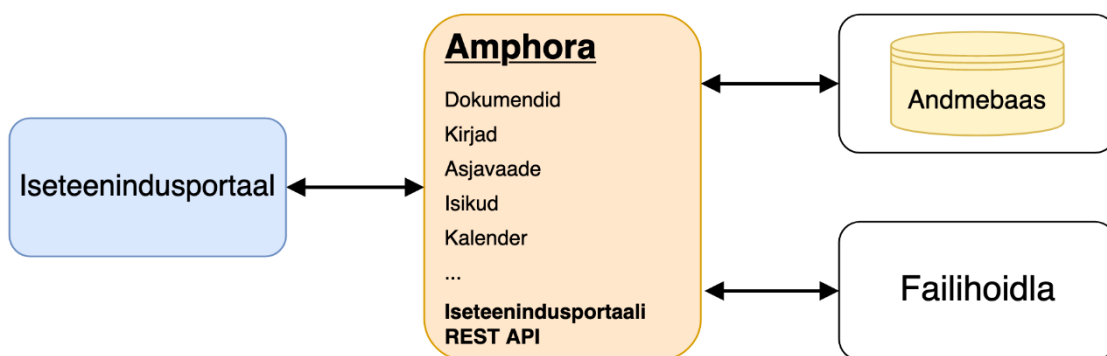 Iseteenindusportaal
Amphora
Dokumendid
Kirjad
Asjavaade
Isikud
Kalender
...
Iseteenindusportaali
REST API
Andmebaas
Failihoidla